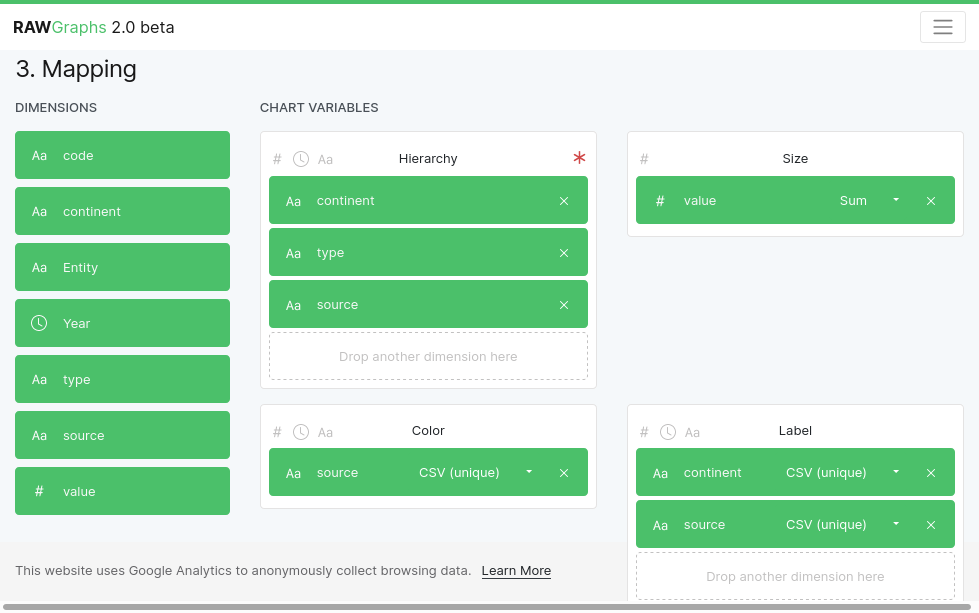 RAWGraphs 2.0 beta
3. Mapping
DIMENSIONS
CHART VARIABLES
Aa code
Aa continent
Aa Entity
Year
Aa type
Aa source
# value
# Aa Hierarchy *
Aa continent ×
Aa type ×
Aa source ×
Drop another dimension here
# Size
# value Sum ×
# Aa Color
Aa source CSV (unique) ×
# Aa Label
Aa continent CSV (unique) ×
Aa source CSV (unique) ×
Drop another dimension here
This website uses Google Analytics to anonymously collect browsing data. Learn More